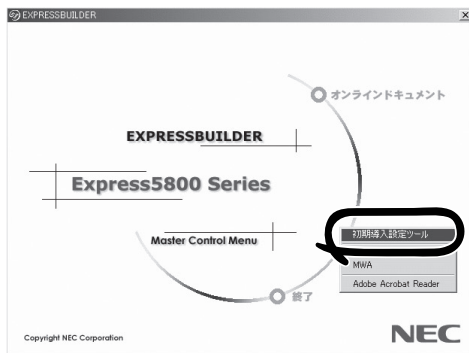 EXPRESSBUILDER
オンラインドキュメント
EXPRESSBUILDER
Express5800 Series
初期導入設定ツール
Master Control Menu
MWA
Adobe Acrobat Reader
終了
Copyright NEC Corporation
NEC